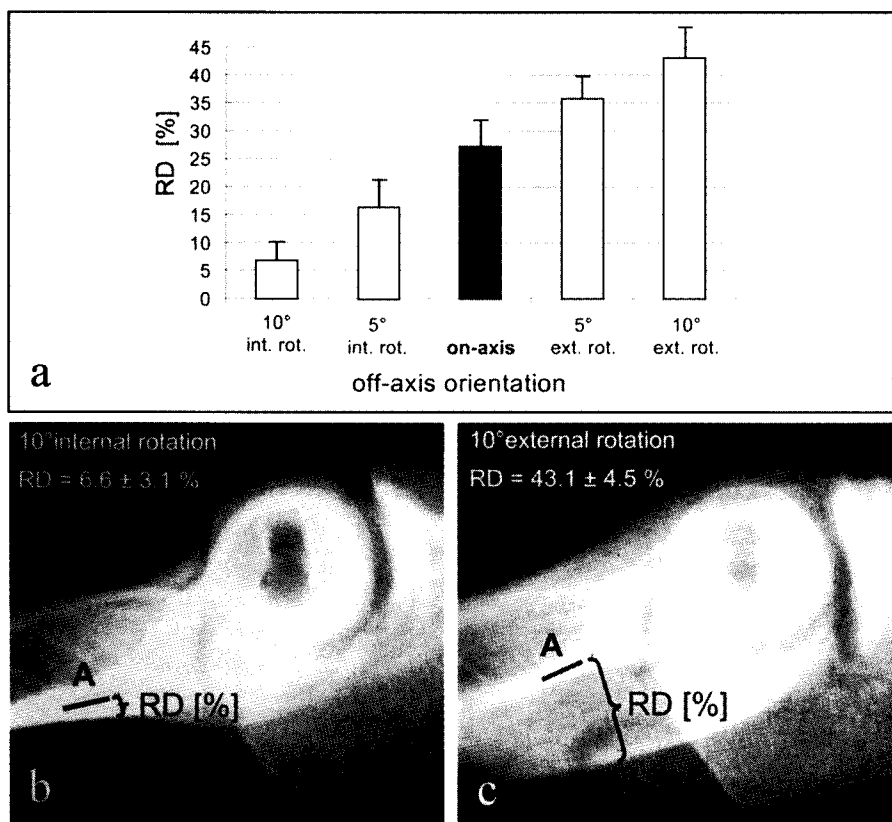 45
40
35
30
25
20
15
10
5
0
RD [%]
10° 5° 5° 10°
int. rot. int. rot. on-axis ext. rot. ext. rot.
a
off-axis orientation
10°internal rotation
RD = 6.6 ± 3.1 %
A
RD [%]
b
10°external rotation
RD = 43.1 ± 4.5 %
A
RD [%]
c